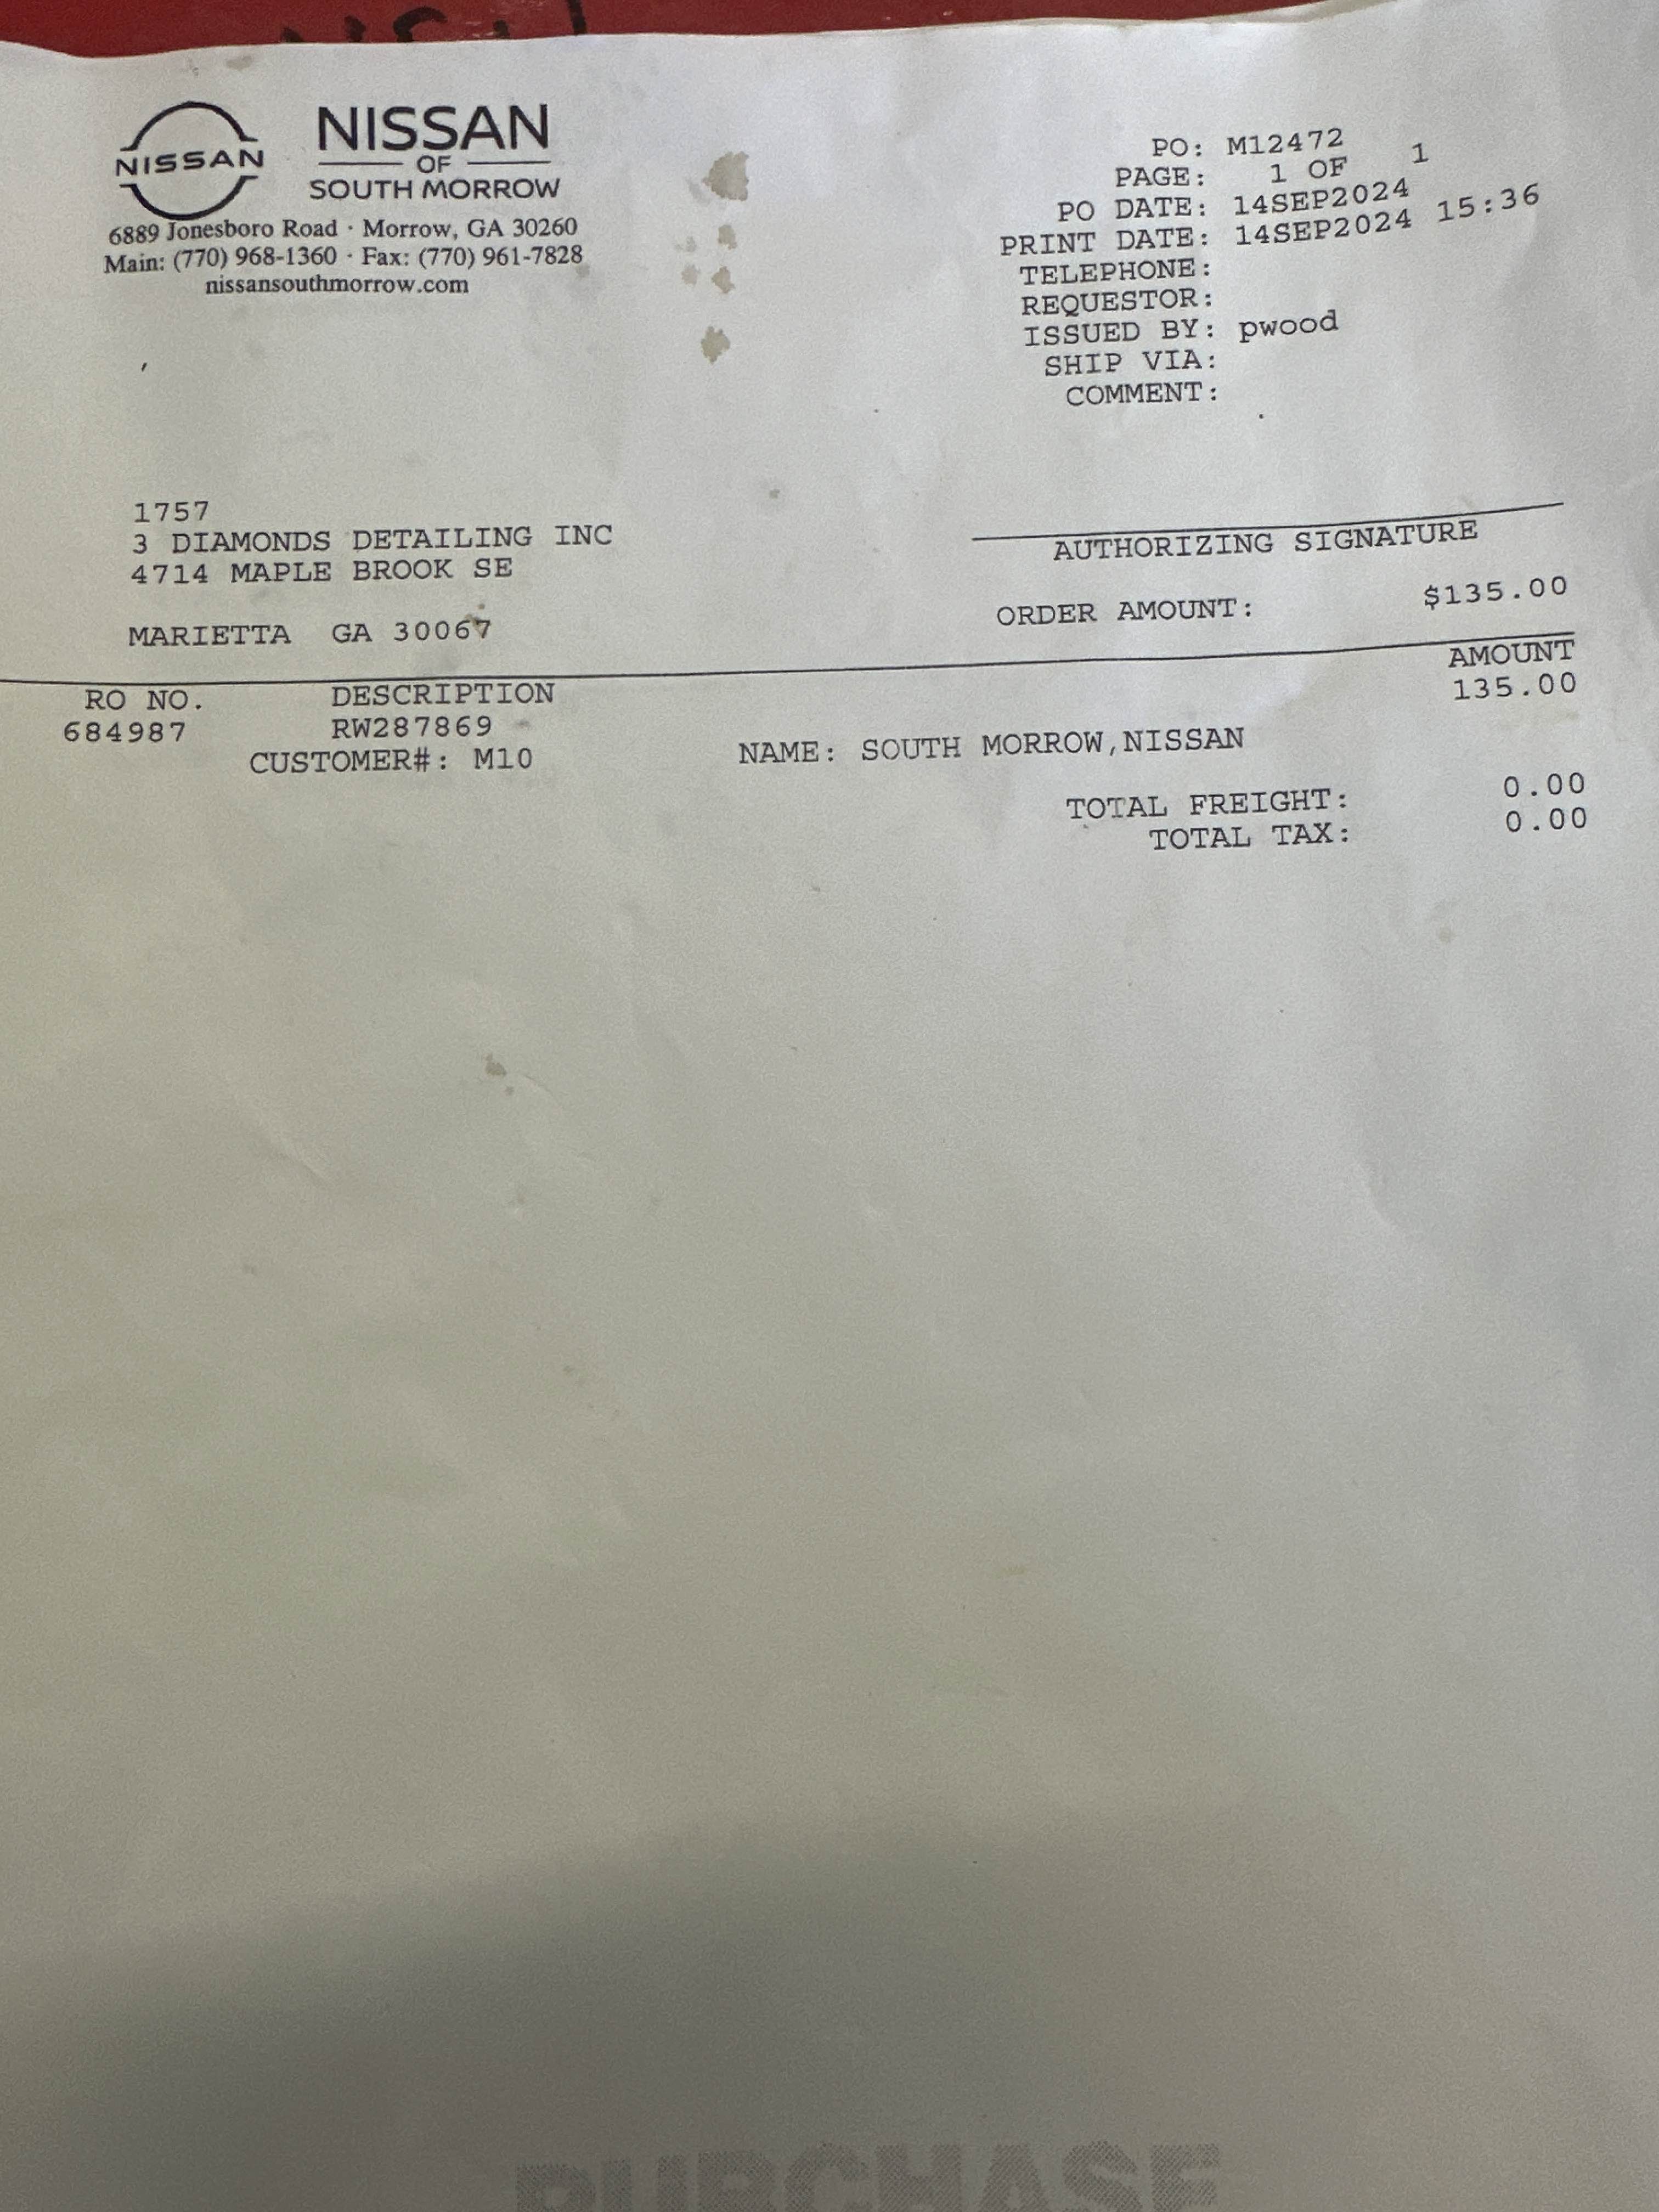 NISSAN
NISSAN
OF
SOUTH MORROW
6889 Jonesboro Road · Morrow, GA 30260
Main: (770) 968-1360 · Fax: (770) 961-7828
nissansouthmorrow.com
PO: M12472
PAGE: 1 OF 1
PO DATE: 14SEP2024
PRINT DATE: 14SEP2024 15:36
TELEPHONE:
REQUESTOR:
ISSUED BY: pwood
SHIP VIA:
COMMENT:
1757
3 DIAMONDS DETAILING INC
4714 MAPLE BROOK SE
MARIETTA GA 30067
AUTHORIZING SIGNATURE
ORDER AMOUNT: $135.00
RO NO. DESCRIPTION AMOUNT
684987 RW287869 135.00
CUSTOMER#: M10 NAME: SOUTH MORROW,NISSAN
TOTAL FREIGHT: 0.00
TOTAL TAX: 0.00
PURCHASE